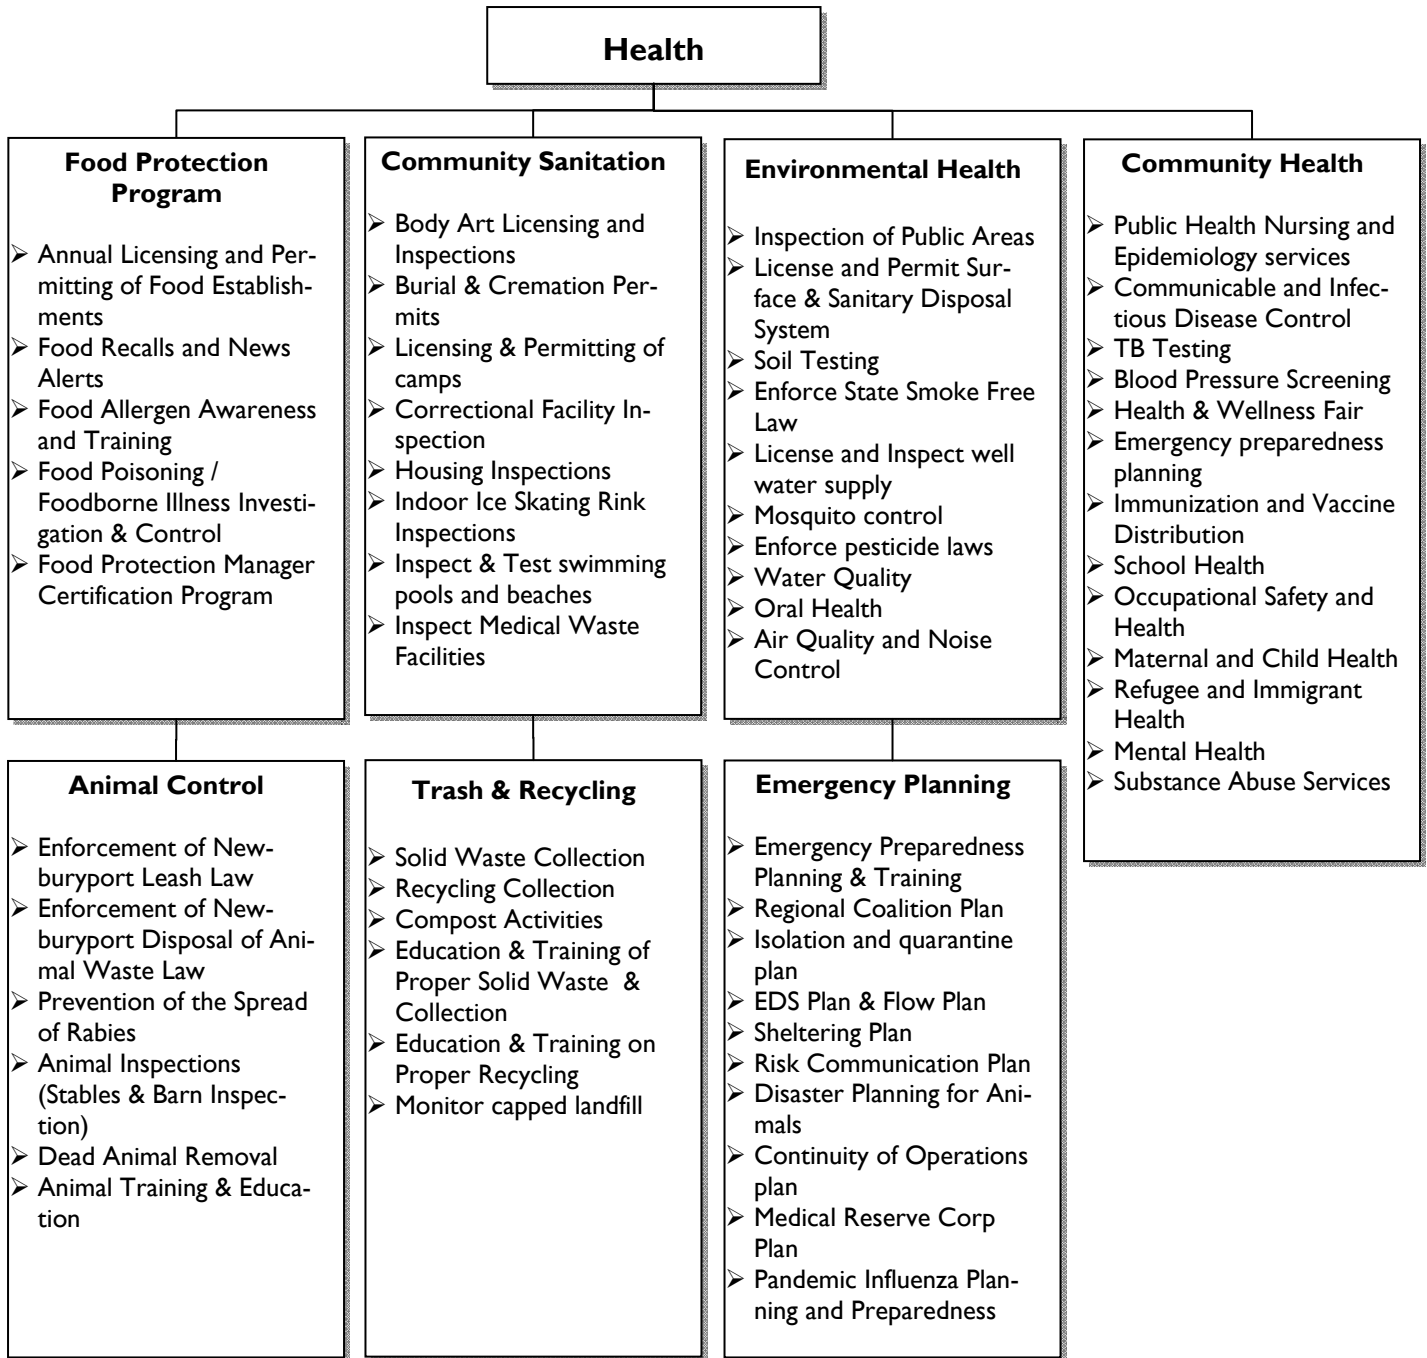 Health
Food Protection
Program
➢ Annual Licensing and Per-
mitting of Food Establish-
ments
➢ Food Recalls and News
Alerts
➢ Food Allergen Awareness
and Training
➢ Food Poisoning /
Foodborne Illness Investi-
gation & Control
➢ Food Protection Manager
Certification Program
Community Sanitation
➢ Body Art Licensing and
Inspections
➢ Burial & Cremation Per-
mits
➢ Licensing & Permitting of
camps
➢ Correctional Facility In-
spection
➢ Housing Inspections
➢ Indoor Ice Skating Rink
Inspections
➢ Inspect & Test swimming
pools and beaches
➢ Inspect Medical Waste
Facilities
Environmental Health
➢ Inspection of Public Areas
➢ License and Permit Sur-
face & Sanitary Disposal
System
➢ Soil Testing
➢ Enforce State Smoke Free
Law
➢ License and Inspect well
water supply
➢ Mosquito control
➢ Enforce pesticide laws
➢ Water Quality
➢ Oral Health
➢ Air Quality and Noise
Control
Community Health
➢ Public Health Nursing and
Epidemiology services
➢ Communicable and Infec-
tious Disease Control
➢ TB Testing
➢ Blood Pressure Screening
➢ Health & Wellness Fair
➢ Emergency preparedness
planning
➢ Immunization and Vaccine
Distribution
➢ School Health
➢ Occupational Safety and
Health
➢ Maternal and Child Health
➢ Refugee and Immigrant
Health
➢ Mental Health
➢ Substance Abuse Services
Animal Control
➢ Enforcement of New-
buryport Leash Law
➢ Enforcement of New-
buryport Disposal of Ani-
mal Waste Law
➢ Prevention of the Spread
of Rabies
➢ Animal Inspections
(Stables & Barn Inspec-
tion)
➢ Dead Animal Removal
➢ Animal Training & Educa-
tion
Trash & Recycling
➢ Solid Waste Collection
➢ Recycling Collection
➢ Compost Activities
➢ Education & Training of
Proper Solid Waste &
Collection
➢ Education & Training on
Proper Recycling
➢ Monitor capped landfill
Emergency Planning
➢ Emergency Preparedness
Planning & Training
➢ Regional Coalition Plan
➢ Isolation and quarantine
plan
➢ EDS Plan & Flow Plan
➢ Sheltering Plan
➢ Risk Communication Plan
➢ Disaster Planning for Ani-
mals
➢ Continuity of Operations
plan
➢ Medical Reserve Corp
Plan
➢ Pandemic Influenza Plan-
ning and Preparedness